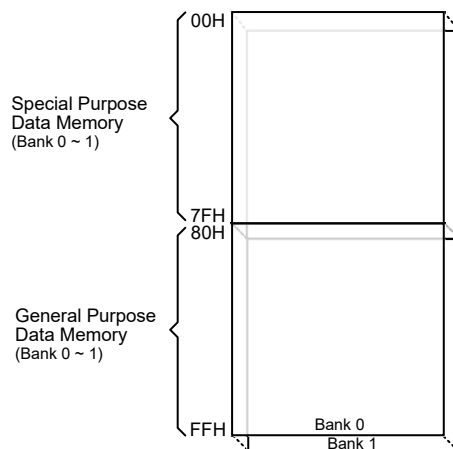 00H
Special Purpose
Data Memory
(Bank 0 ~ 1)
7FH
80H
General Purpose
Data Memory
(Bank 0 ~ 1)
Bank 0
FFH
Bank 1